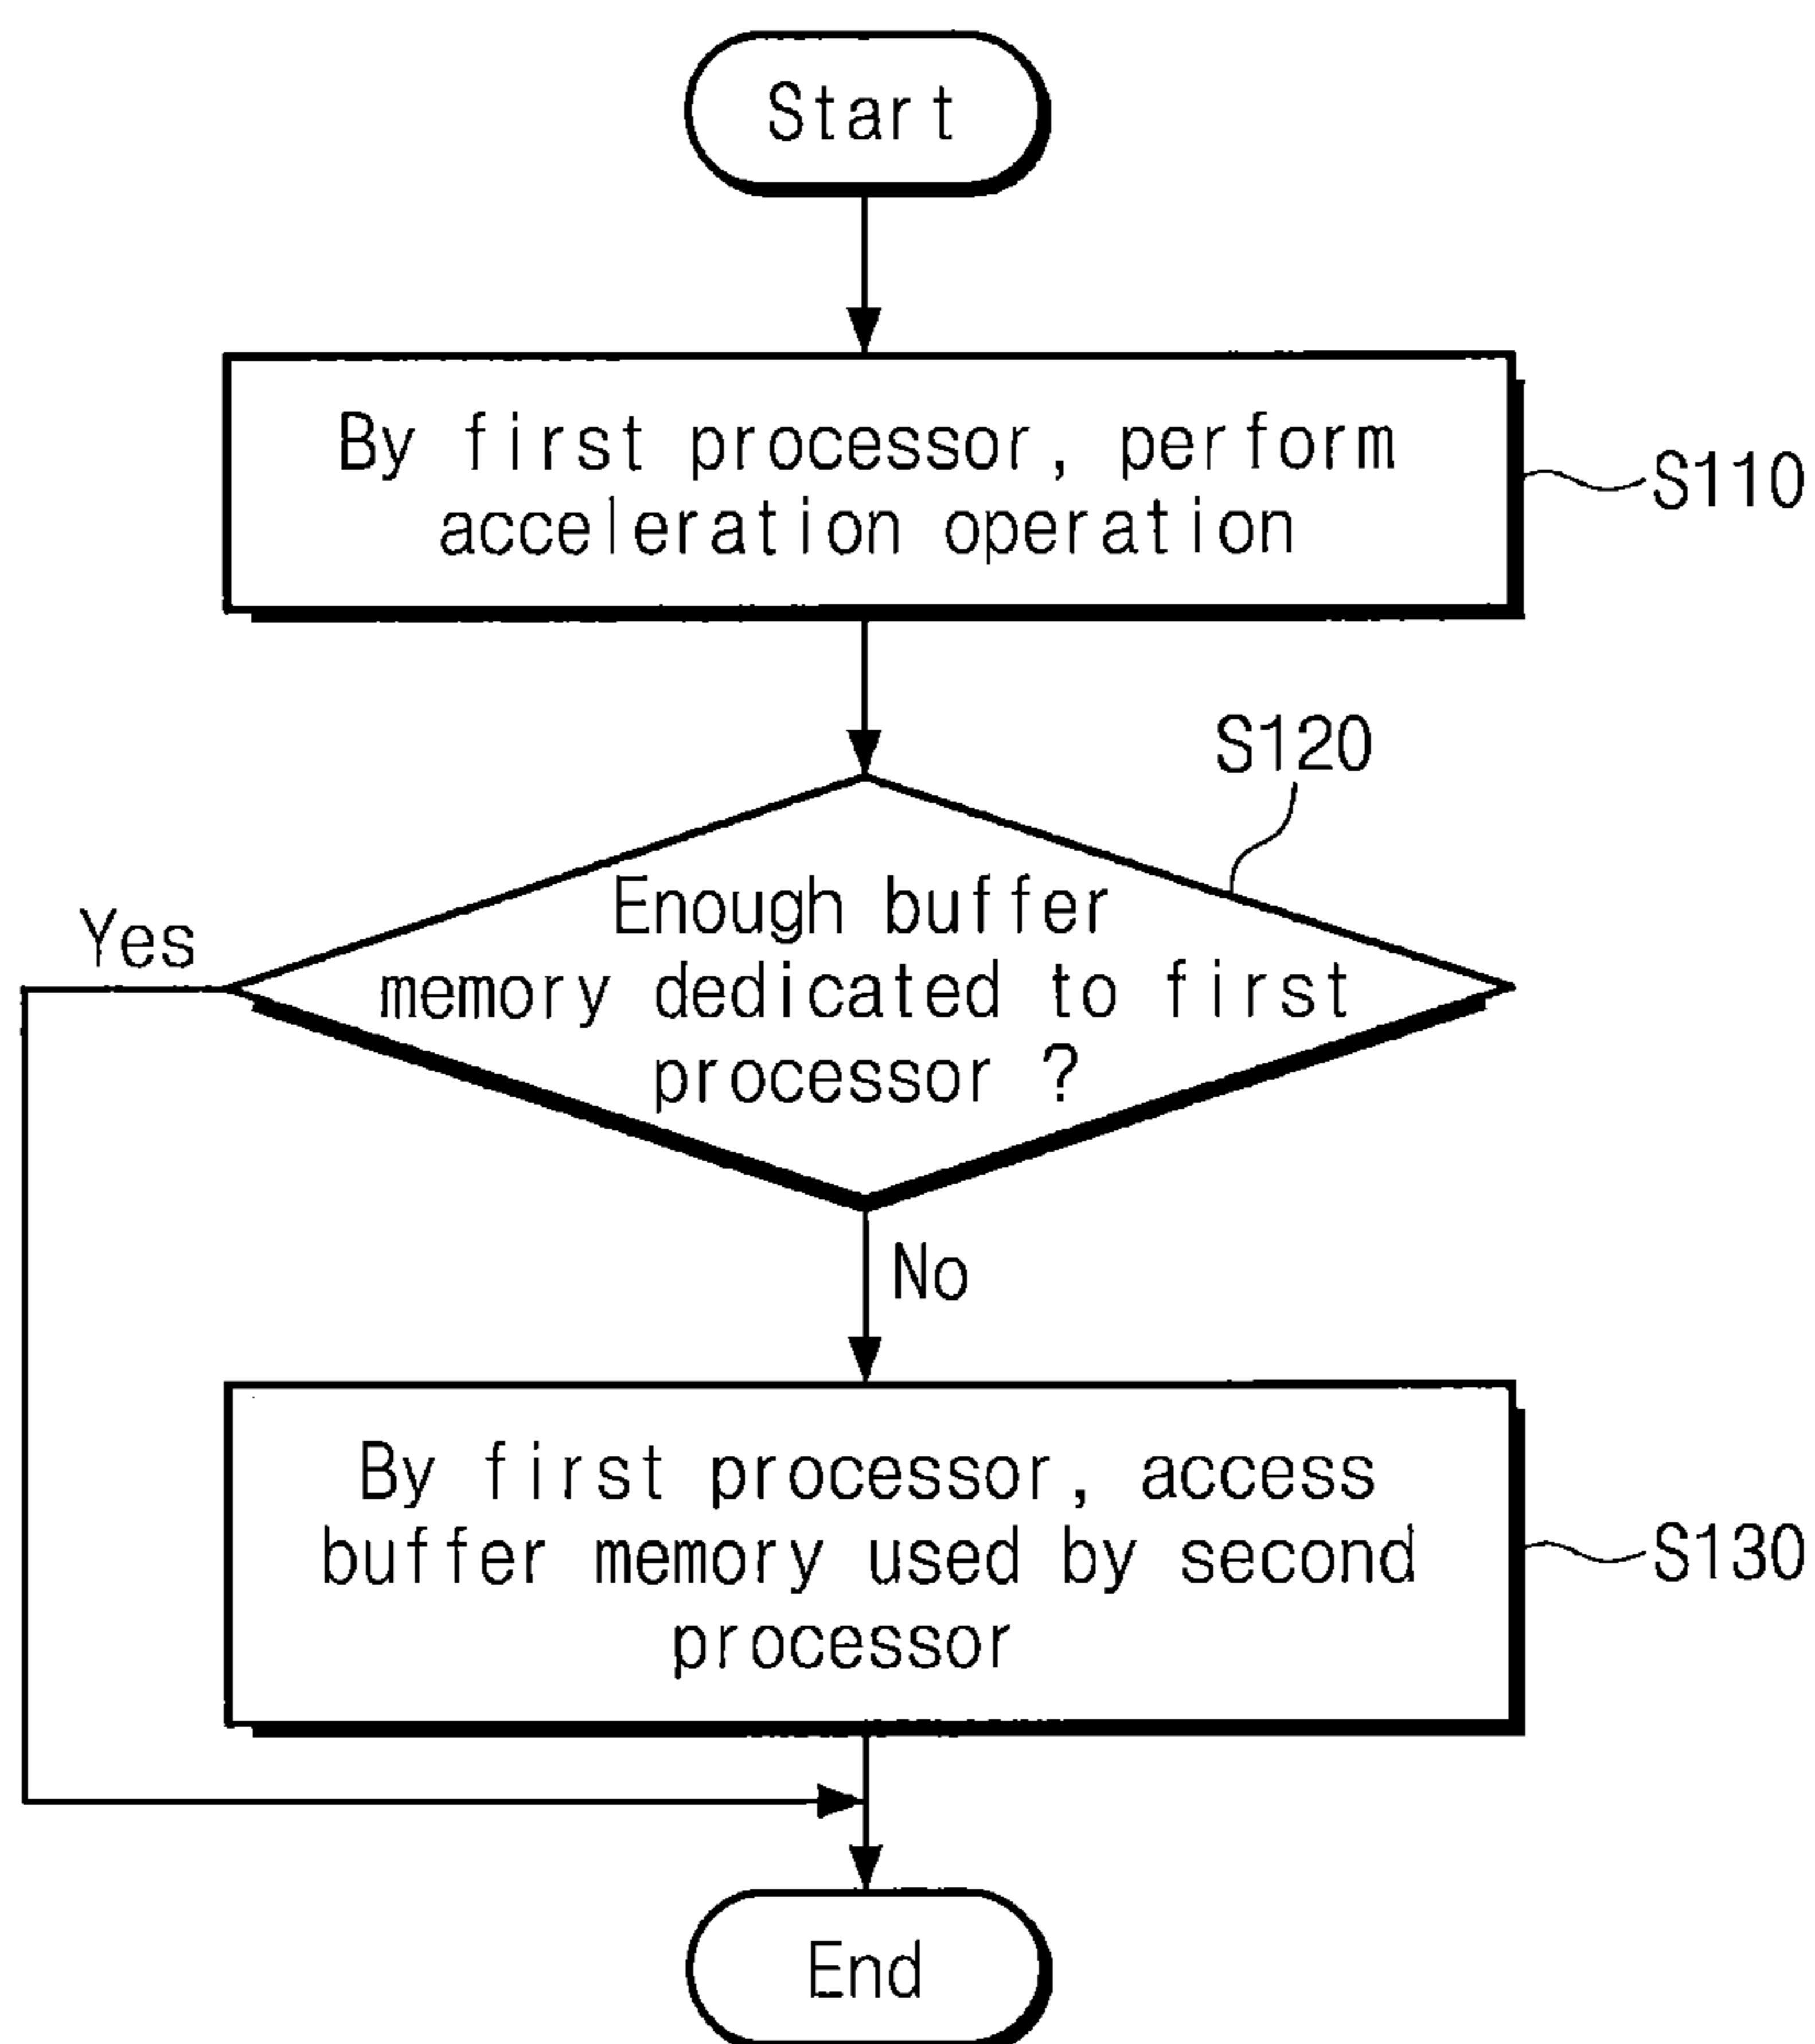 Start
By first processor, perform
acceleration operation
S110
S120
Enough buffer
memory dedicated to first
processor ?
Yes
No
By first processor, access
buffer memory used by second
processor
S130
End